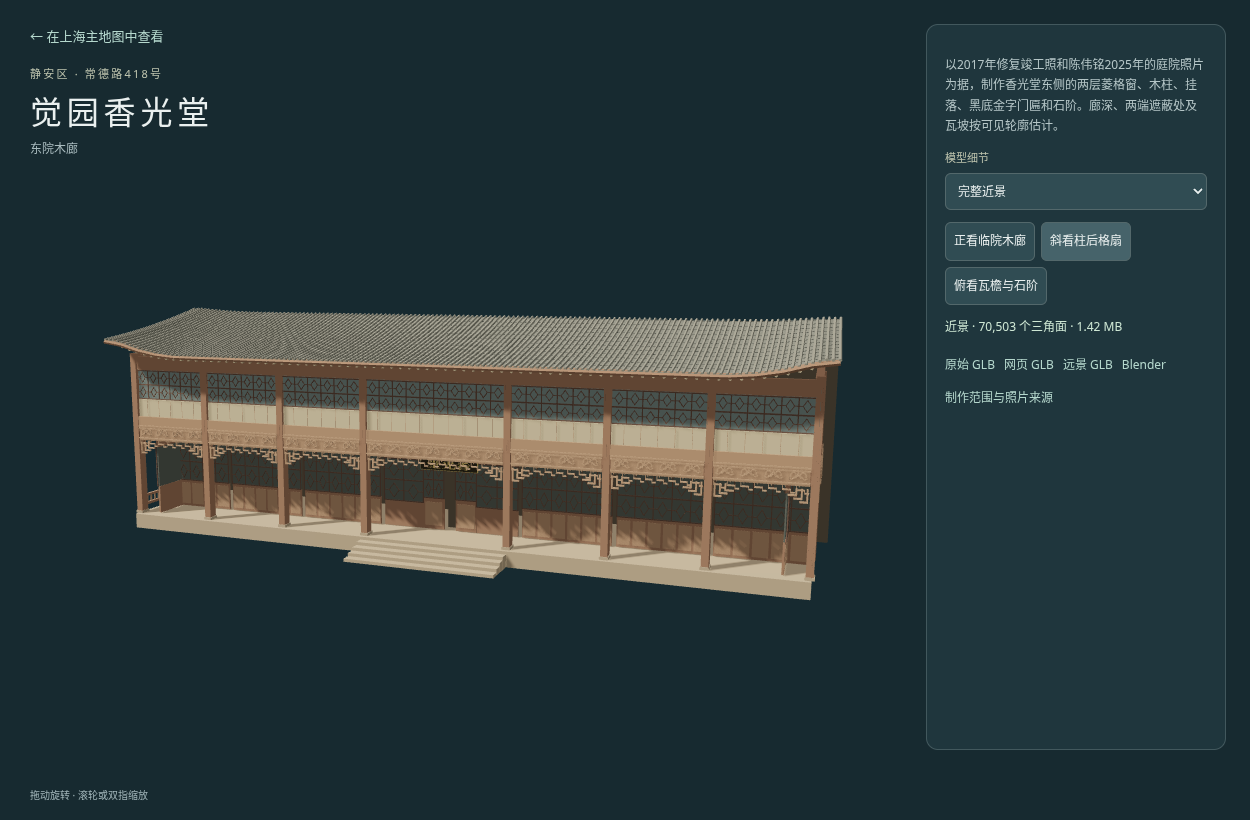 ← 在上海主地图中查看
静安区 · 常德路418号
觉园香光堂
东院木廊
以2017年修复竣工照和陈伟铭2025年的庭院照片
为据，制作香光堂东侧的两层菱格窗、木柱、挂
落、黑底金字门匾和石阶。廊深、两端遮蔽处及
瓦坡按可见轮廓估计。
模型细节
完整近景
正看临院木廊 斜看柱后格扇
俯看瓦檐与石阶
近景 · 70,503 个三角面 · 1.42 MB
原始 GLB 网页 GLB 远景 GLB Blender
制作范围与照片来源
拖动旋转 · 滚轮或双指缩放